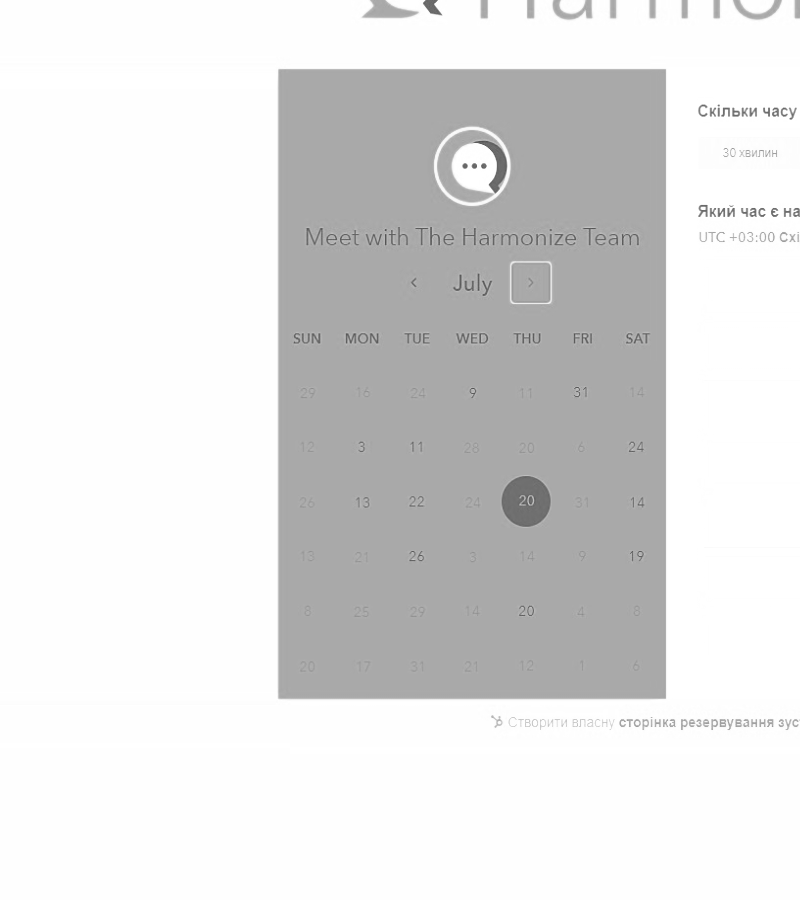 Harmon
Скільки часу
30 хвилин
Meet with The Harmonize Team
Який час є на
UTC +03:00 Схі
July
SUN MON TUE WED THU FRI SAT
29 16 24 9 11 31 14
12 3 11 28 20 6 24
26 13 22 24 20 31 14
13 21 26 3 14 9 19
8 25 29 14 20 4 8
20 17 31 21 12 1 6
Створити власну сторінка резервування зус